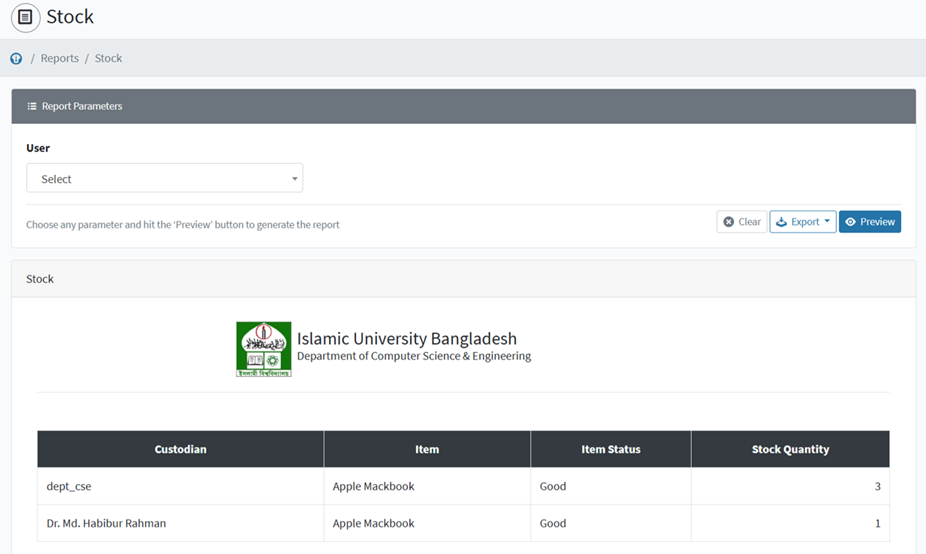 Stock
/ Reports / Stock
Report Parameters
User
Select
Choose any parameter and hit the 'Preview' button to generate the report
Clear Export Preview
Stock
Islamic University Bangladesh
Department of Computer Science & Engineering
ইসলামী বিশ্ববিদ্যালয়
Custodian Item Item Status Stock Quantity
dept_cse Apple Mackbook Good 3
Dr. Md. Habibur Rahman Apple Mackbook Good 1